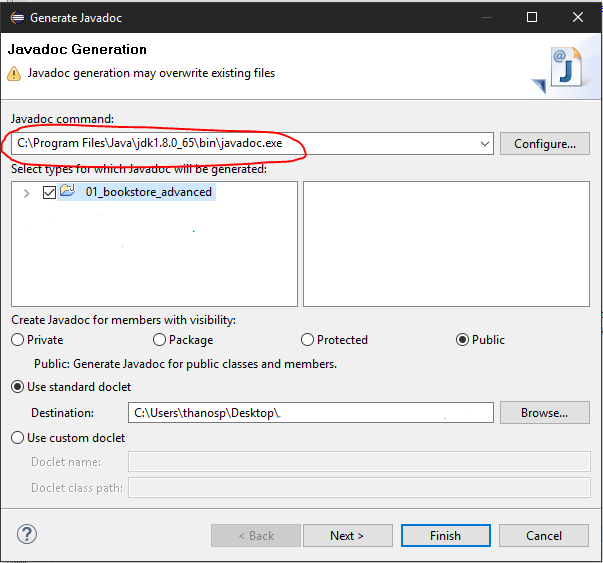 Generate Javadoc
Javadoc Generation
Javadoc generation may overwrite existing files
J
Javadoc command:
C:\Program Files\Java\jdk1.8.0_65\bin\javadoc.exe
Configure...
Select types for which Javadoc will be generated:
01_bookstore_advanced
Create Javadoc for members with visibility:
Private Package Protected Public
Public: Generate Javadoc for public classes and members.
Use standard doclet
Destination: C:\Users\thanosp\Desktop\. Browse...
Use custom doclet
Doclet name:
Doclet class path:
? < Back Next > Finish Cancel